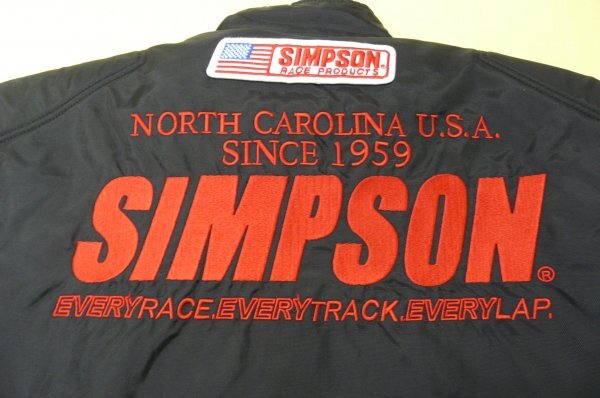 SIMPSON®
RACE PRODUCTS
NORTH CAROLINA U.S.A.
SINCE 1959
SIMPSON®
EVERYRACE.EVERYTRACK.EVERYLAP.